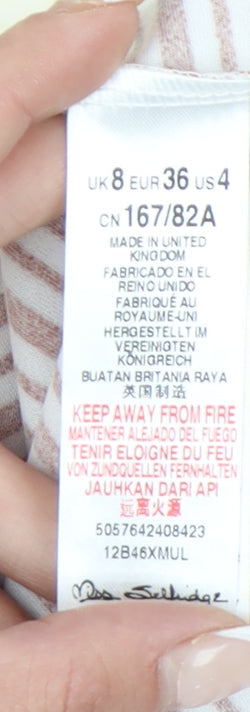 UK 8 EUR 36 US 4
CN 167/82A
MADE IN UNITED
KINGDOM
FABRICADO EN EL
REINO UNIDO
FABRIQUÉ AU
ROYAUME-UNI
HERGESTELLT IM
VEREINIGTEN
KÖNIGREICH
BUATAN BRITANIA RAYA
英国制造
KEEP AWAY FROM FIRE
MANTENER ALEJADO DEL FUEGO
TENIR ELOIGNE DU FEU
VON ZUNDQUELLEN FERNHALTEN
JAUHKAN DARI API
远离火源
5057642408423
12B46XMUL
Miss Selfridge